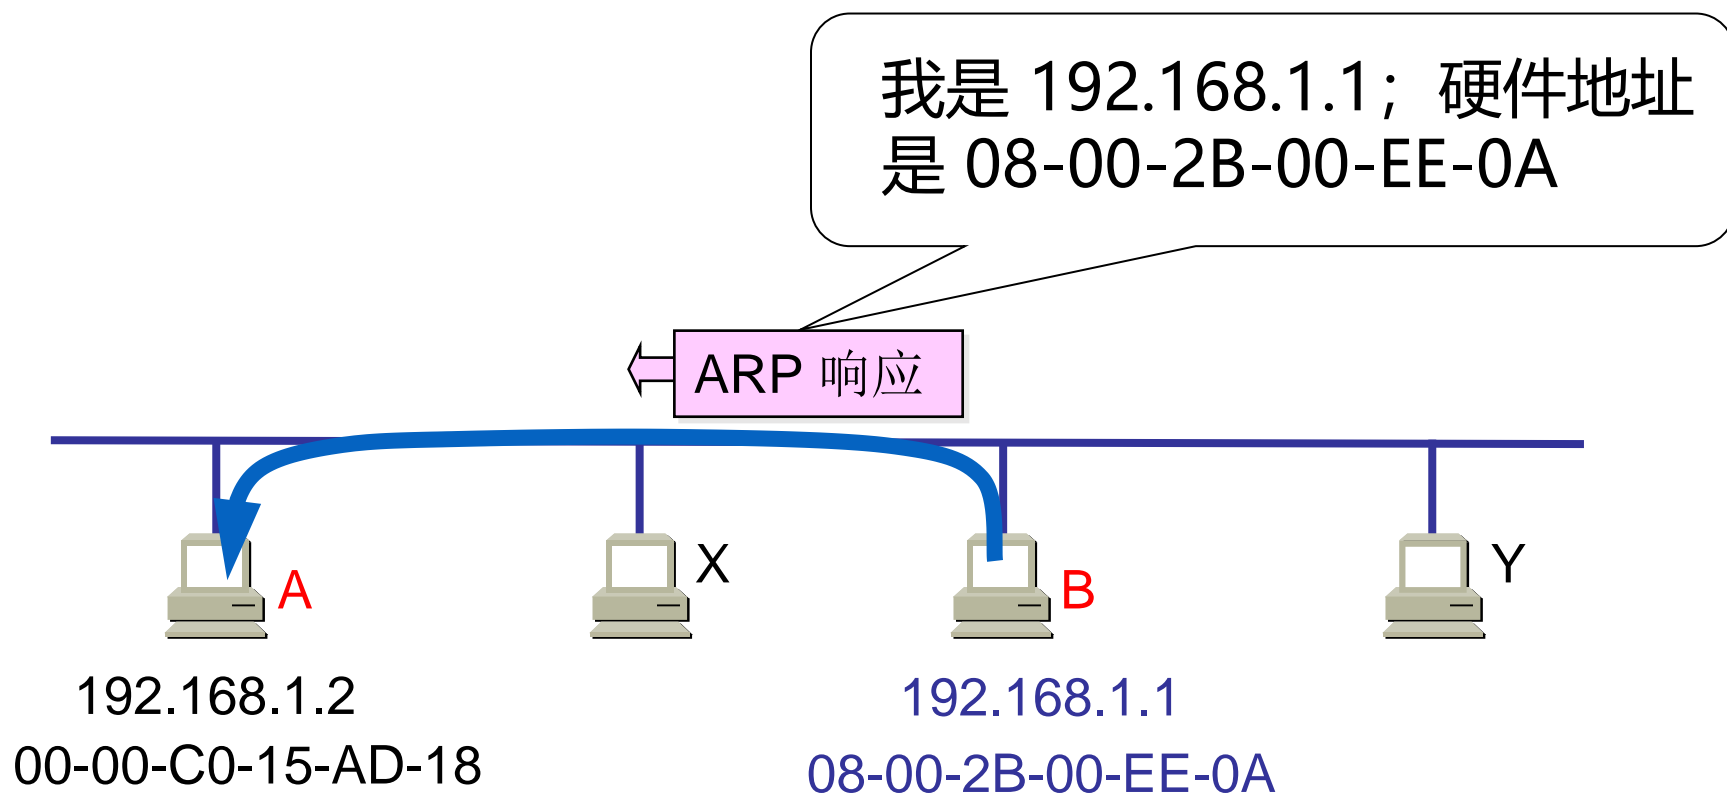 我是 192.168.1.1；硬件地址
是 08-00-2B-00-EE-0A
ARP 响应
X
Y
A
B
192.168.1.2
192.168.1.1
00-00-C0-15-AD-18
08-00-2B-00-EE-0A